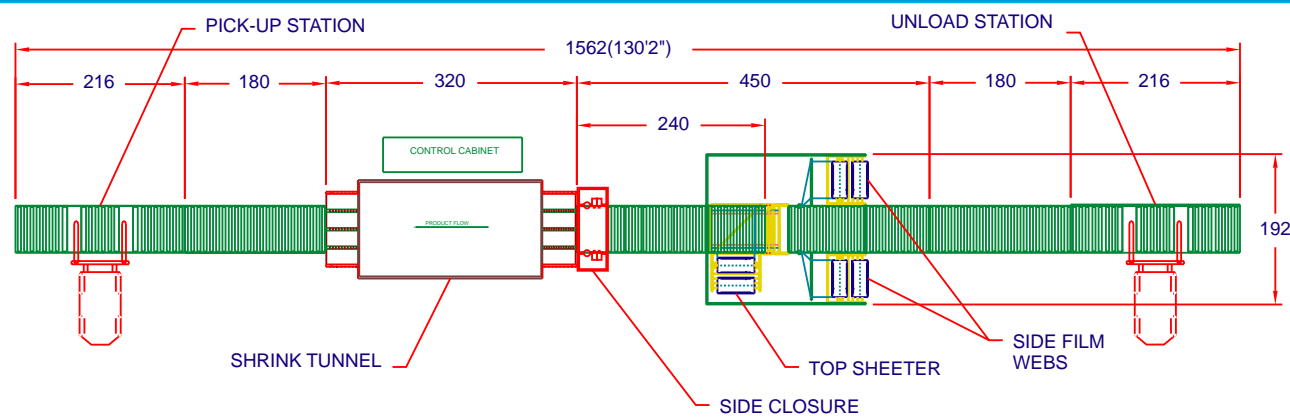 PICK-UP STATION
UNLOAD STATION
1562(130'2")
216
180
320
450
180
216
240
CONTROL CABINET
PRODUCT FLOW
192
SHRINK TUNNEL
TOP SHEETER
SIDE FILM
WEBS
SIDE CLOSURE